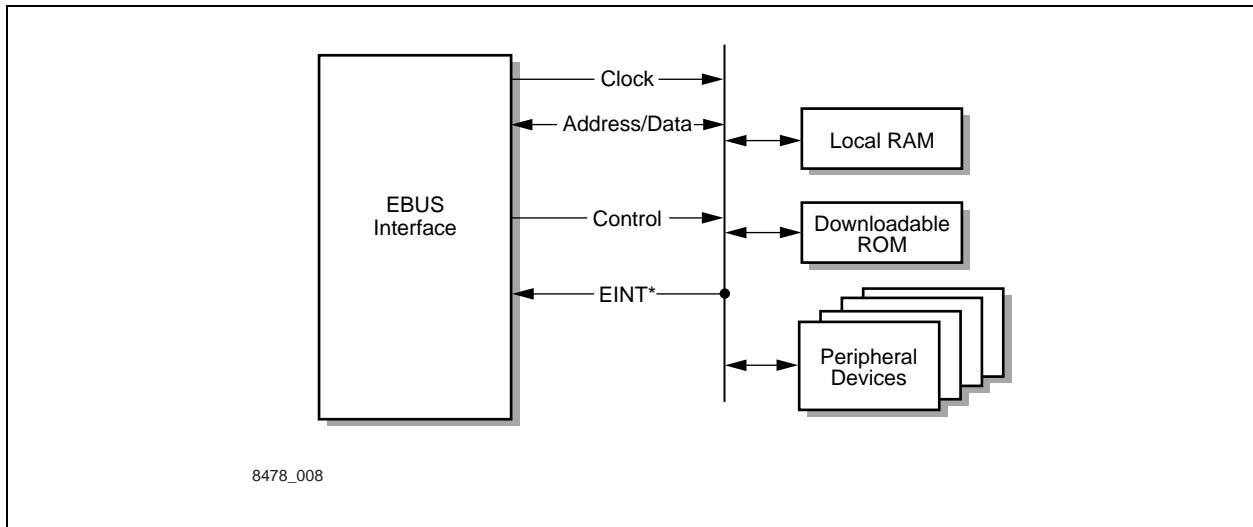 Clock
Address/Data
Local RAM
EBUS
Interface
Control
Downloadable
ROM
EINT*
Peripheral
Devices
8478_008